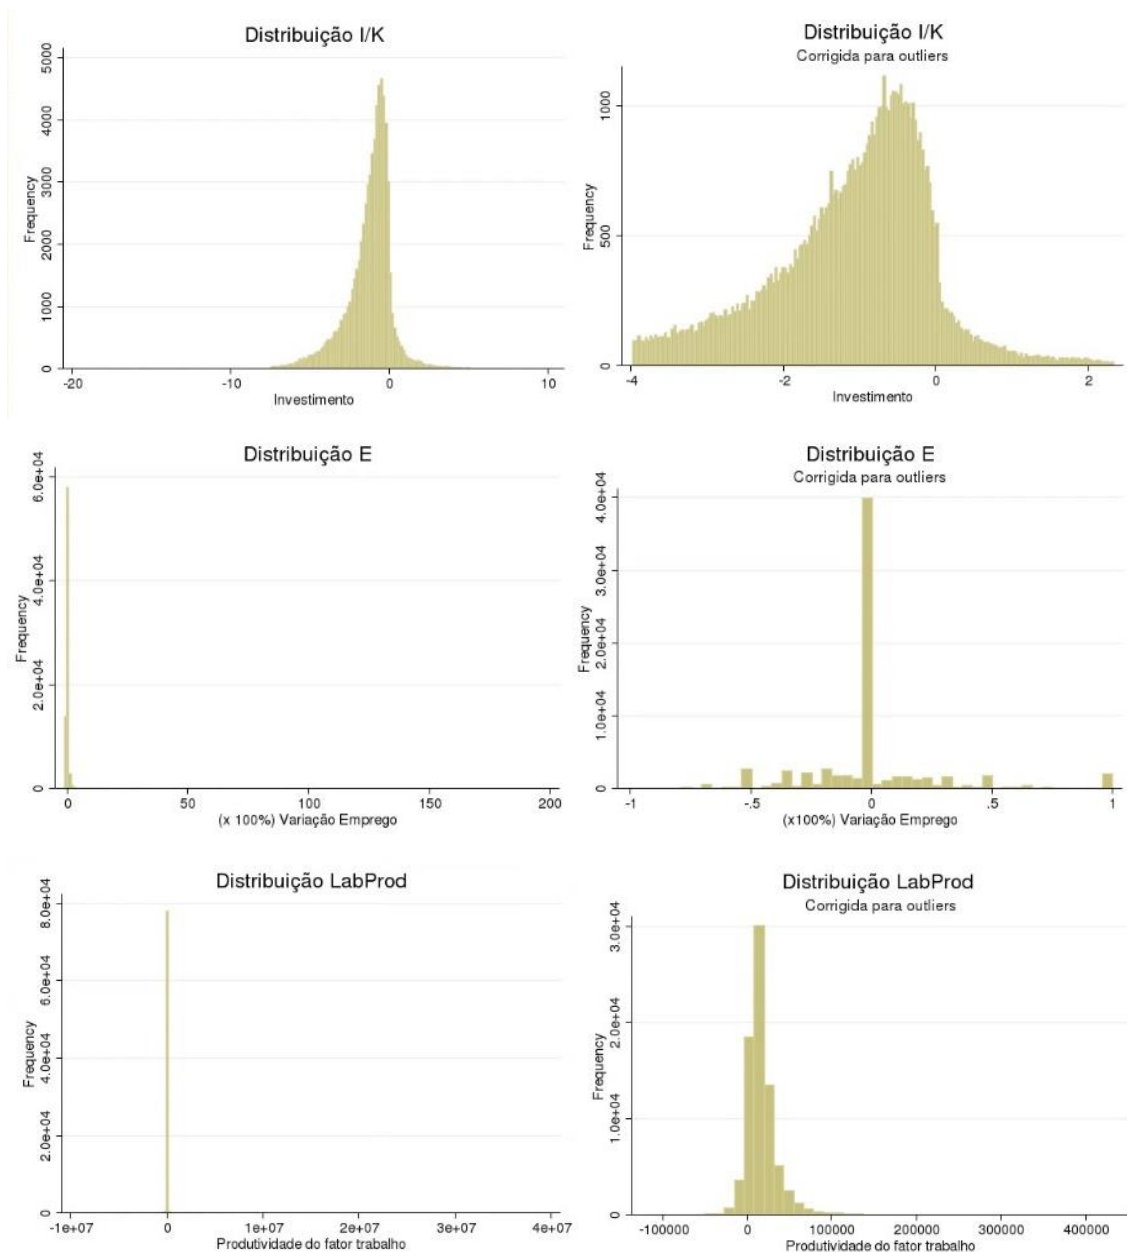 Distribuição I/K
Frequency
5000
4000
3000
2000
1000
0
-20
-10
0
10
Investimento
Distribuição I/K
Corrigida para outliers
Frequency
1000
500
0
-4
-2
0
2
Investimento
Distribuição E
Frequency
6.0e+04
4.0e+04
2.0e+04
0
0
50
100
150
200
(x 100%) Variação Emprego
Distribuição E
Corrigida para outliers
Frequency
4.0e+04
3.0e+04
2.0e+04
1.0e+04
0
-1
-.5
0
.5
1
(x100%) Variação Emprego
Distribuição LabProd
Frequency
8.0e+04
6.0e+04
4.0e+04
2.0e+04
0
-1e+07
0
1e+07
2e+07
3e+07
4e+07
Produtividade do fator trabalho
Distribuição LabProd
Corrigida para outliers
Frequency
3.0e+04
2.0e+04
1.0e+04
0
-100000
0
100000
200000
300000
400000
Produtividade do fator trabalho